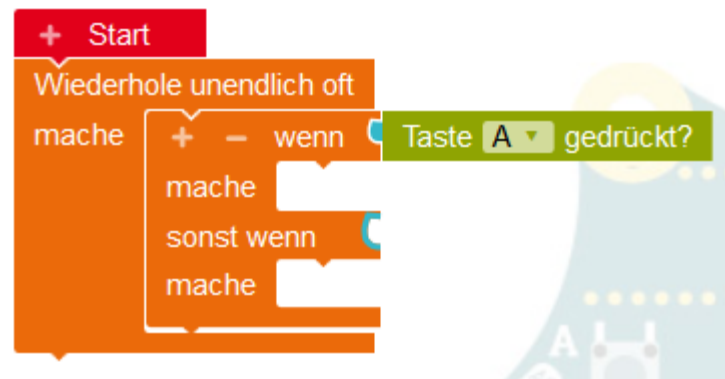 + Start
Wiederhole unendlich oft
mache + – wenn Taste A gedrückt?
mache
sonst wenn
mache
A